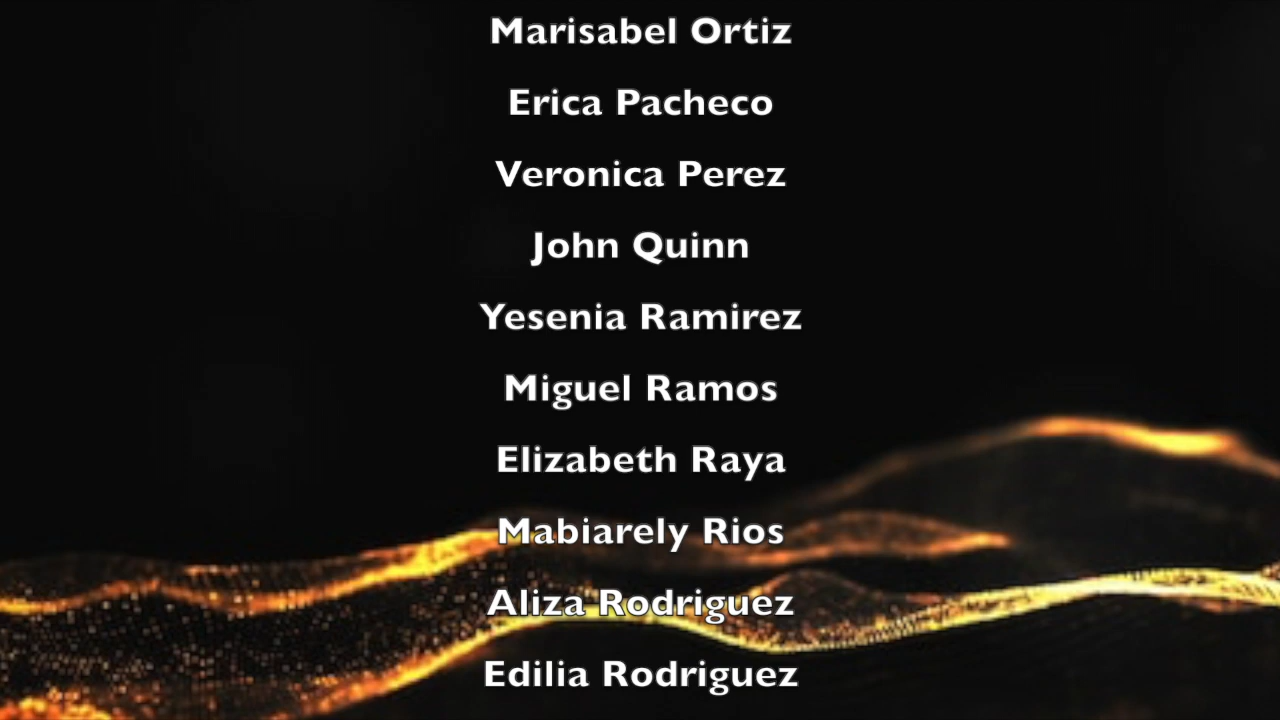 Marisabel Ortiz
Erica Pacheco
Veronica Perez
John Quinn
Yesenia Ramirez
Miguel Ramos
Elizabeth Raya
Mabiarely Rios
Aliza Rodriguez
Edilia Rodriguez